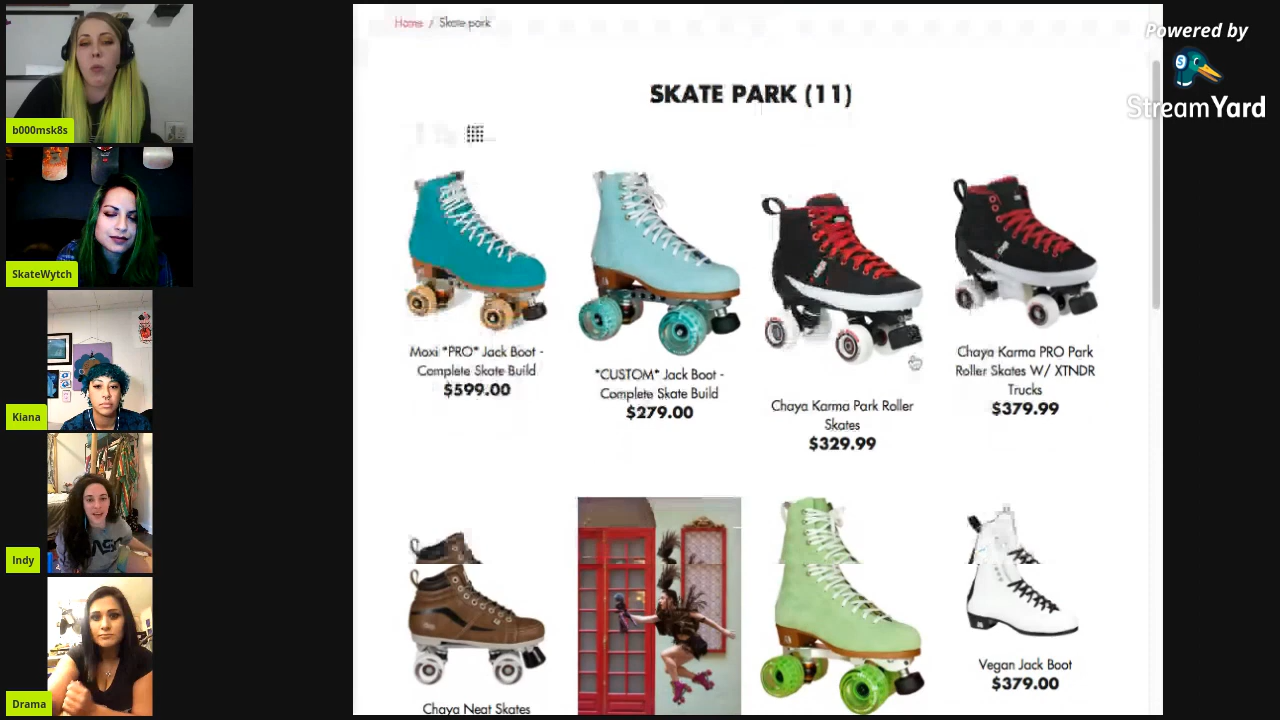 b000msk8s
SkateWytch
Kiana
Indy
Drama
Home / Skate park
SKATE PARK (11)
Moxi *PRO* Jack Boot -
Complete Skate Build
$599.00
*CUSTOM* Jack Boot -
Complete Skate Build
$279.00
Chaya Karma Park Roller
Skates
$329.99
Chaya Karma PRO Park
Roller Skates W/ XTNDR
Trucks
$379.99
Chaya Neat Skates
Vegan Jack Boot
$379.00
Powered by
StreamYard